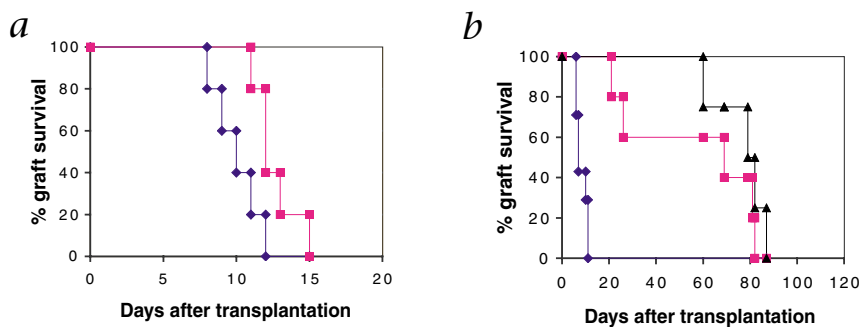 a
% graft survival
100
80
60
40
20
0
0 5 10 15 20
Days after transplantation
b
% graft survival
100
80
60
40
20
0
0 20 40 60 80 100 120
Days after transplantation